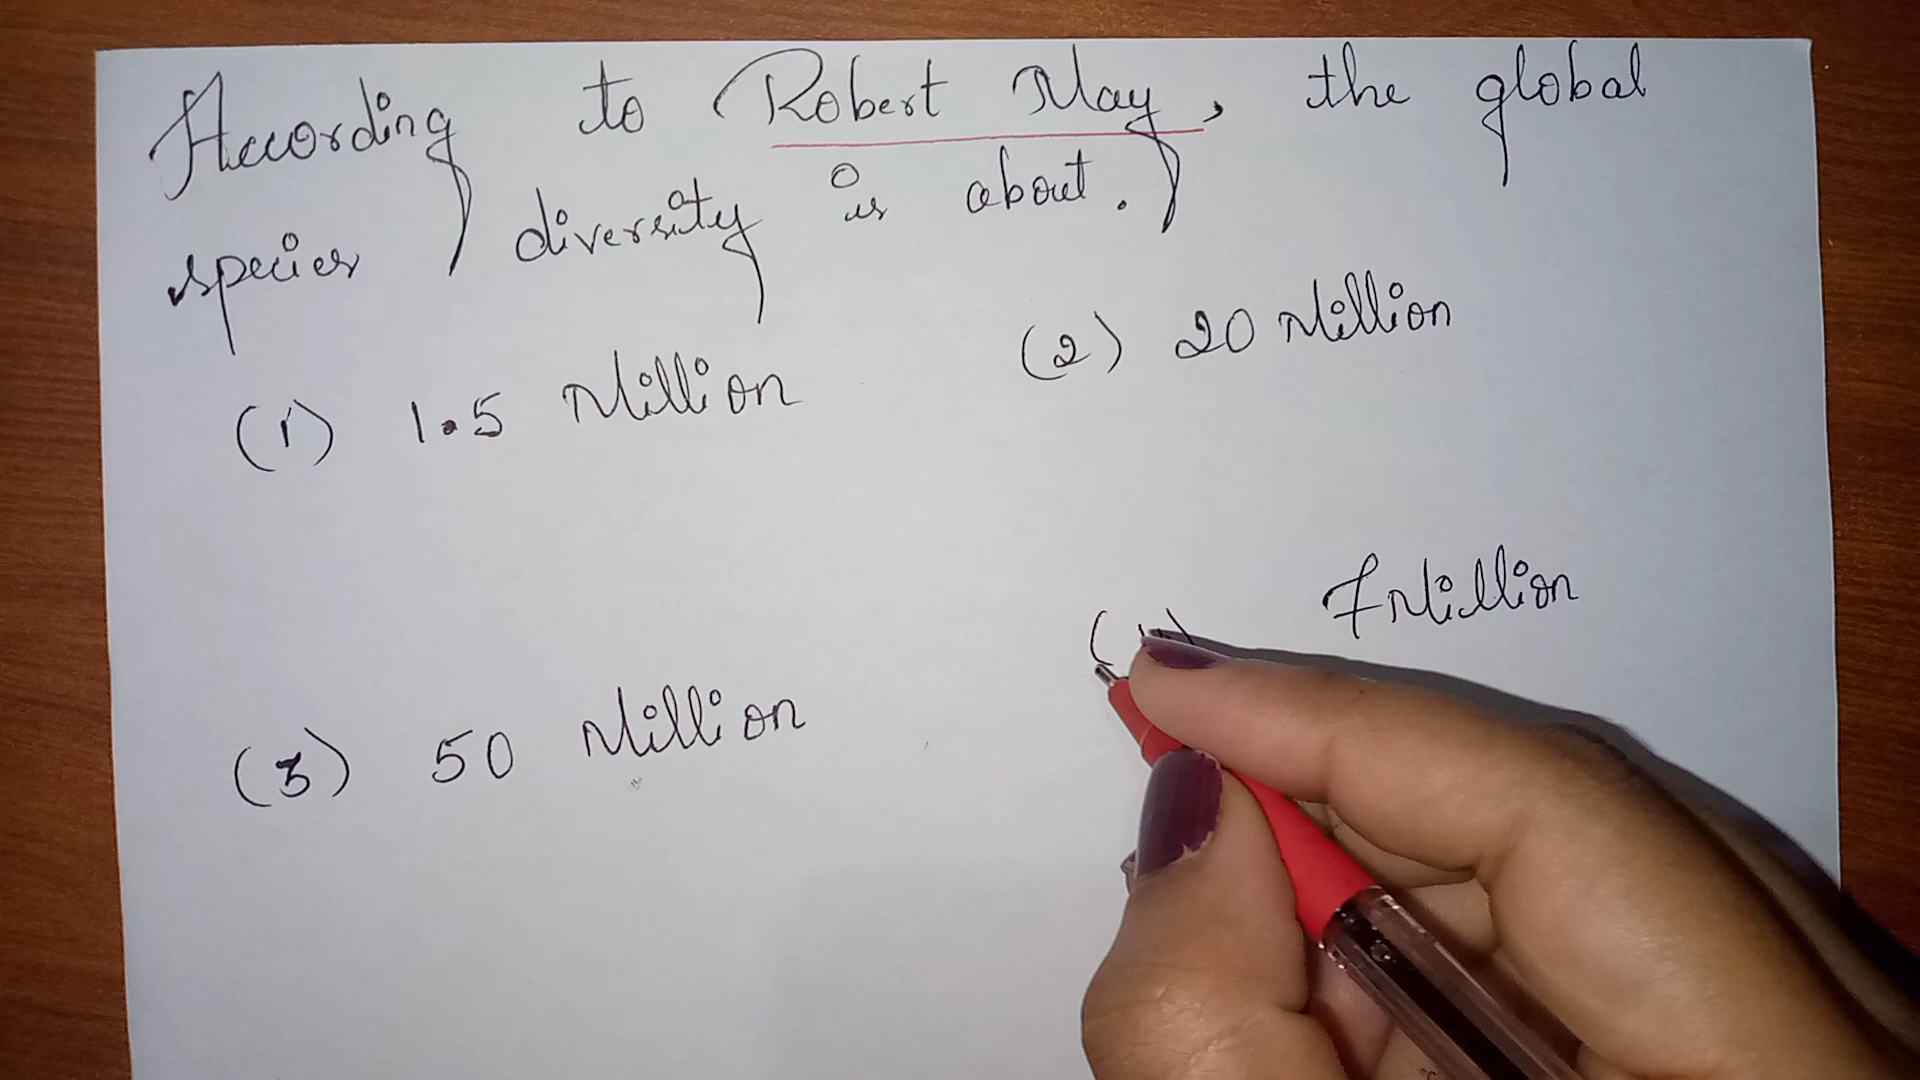 According to Robert May, the global
species diversity is about.
(1) 1.5 Million
(2) 20 Million
(3) 50 Million
(4) 7 Million